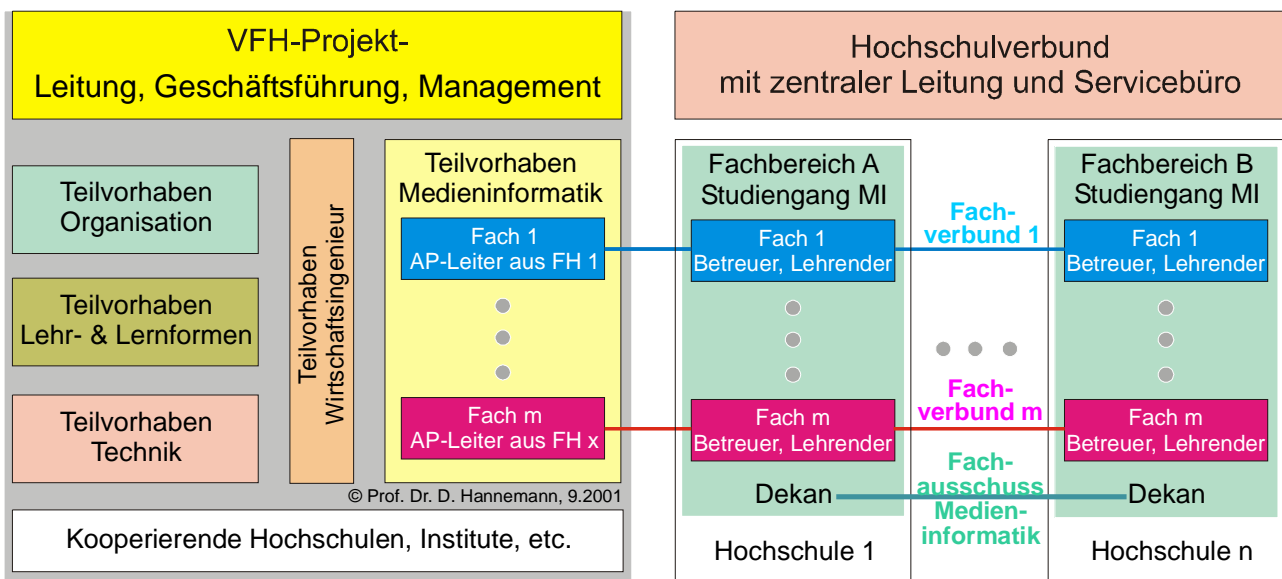 VFH-Projekt-
Leitung, Geschäftsführung, Management
Teilvorhaben
Organisation
Teilvorhaben
Lehr- & Lernformen
Teilvorhaben
Technik
Teilvorhaben
Wirtschaftsingenieur
Teilvorhaben
Medieninformatik
Fach 1
AP-Leiter aus FH 1
Fach m
AP-Leiter aus FH x
© Prof. Dr. D. Hannemann, 9.2001
Kooperierende Hochschulen, Institute, etc.
Hochschulverbund
mit zentraler Leitung und Servicebüro
Fachbereich A
Studiengang MI
Fach 1
Betreuer, Lehrender
Fach m
Betreuer, Lehrender
Dekan
Hochschule 1
Fach-
verbund 1
Fach-
verbund m
Fach-
ausschuss
Medien-
informatik
Fachbereich B
Studiengang MI
Fach 1
Betreuer, Lehrender
Fach m
Betreuer, Lehrender
Dekan
Hochschule n